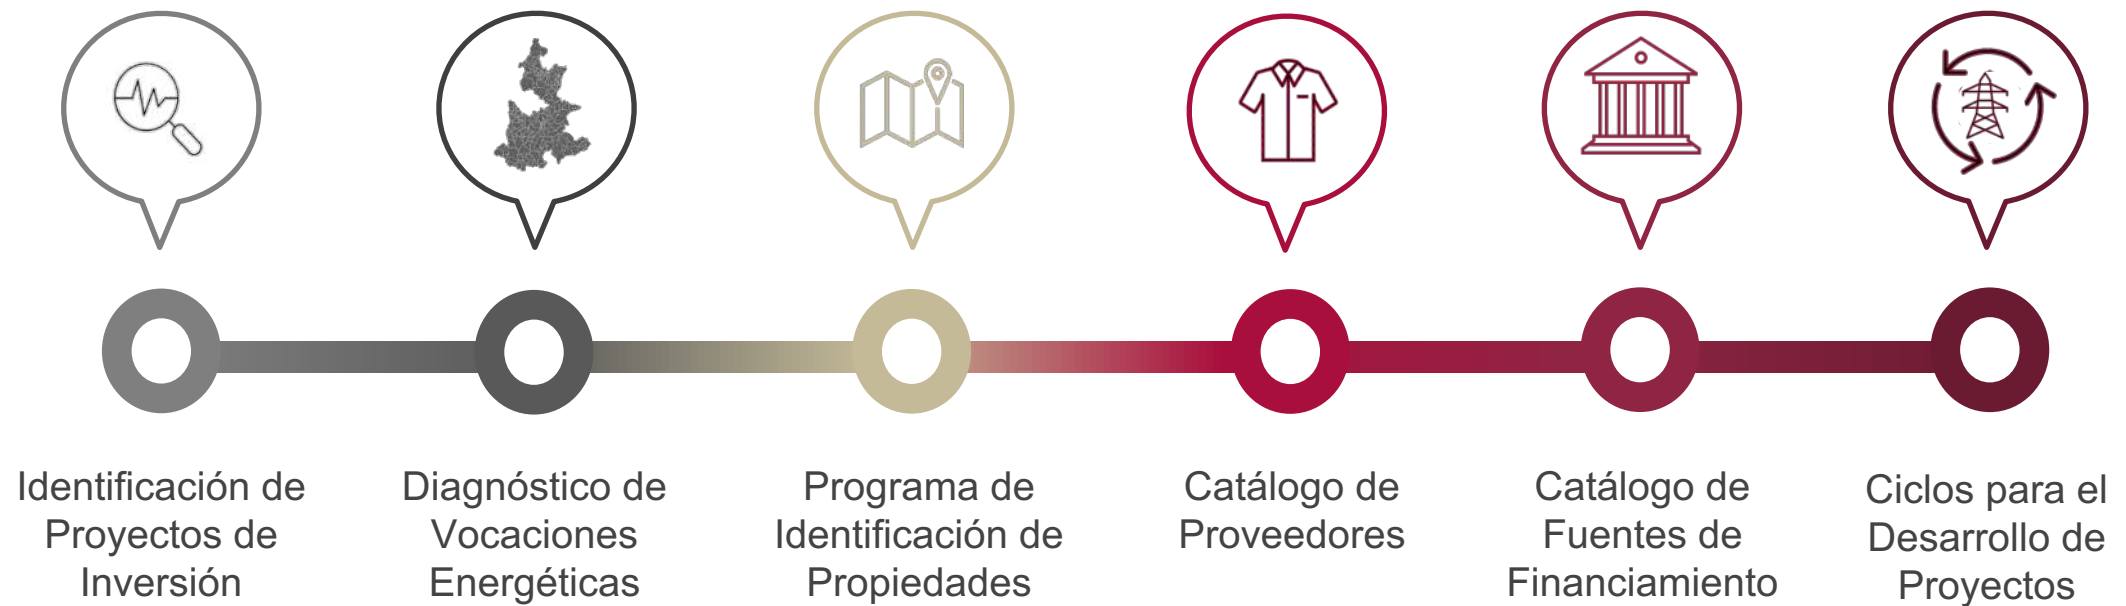 Identificación de
Proyectos de
Inversión
Diagnóstico de
Vocaciones
Energéticas
Programa de
Identificación de
Propiedades
Catálogo de
Proveedores
Catálogo de
Fuentes de
Financiamiento
Ciclos para el
Desarrollo de
Proyectos